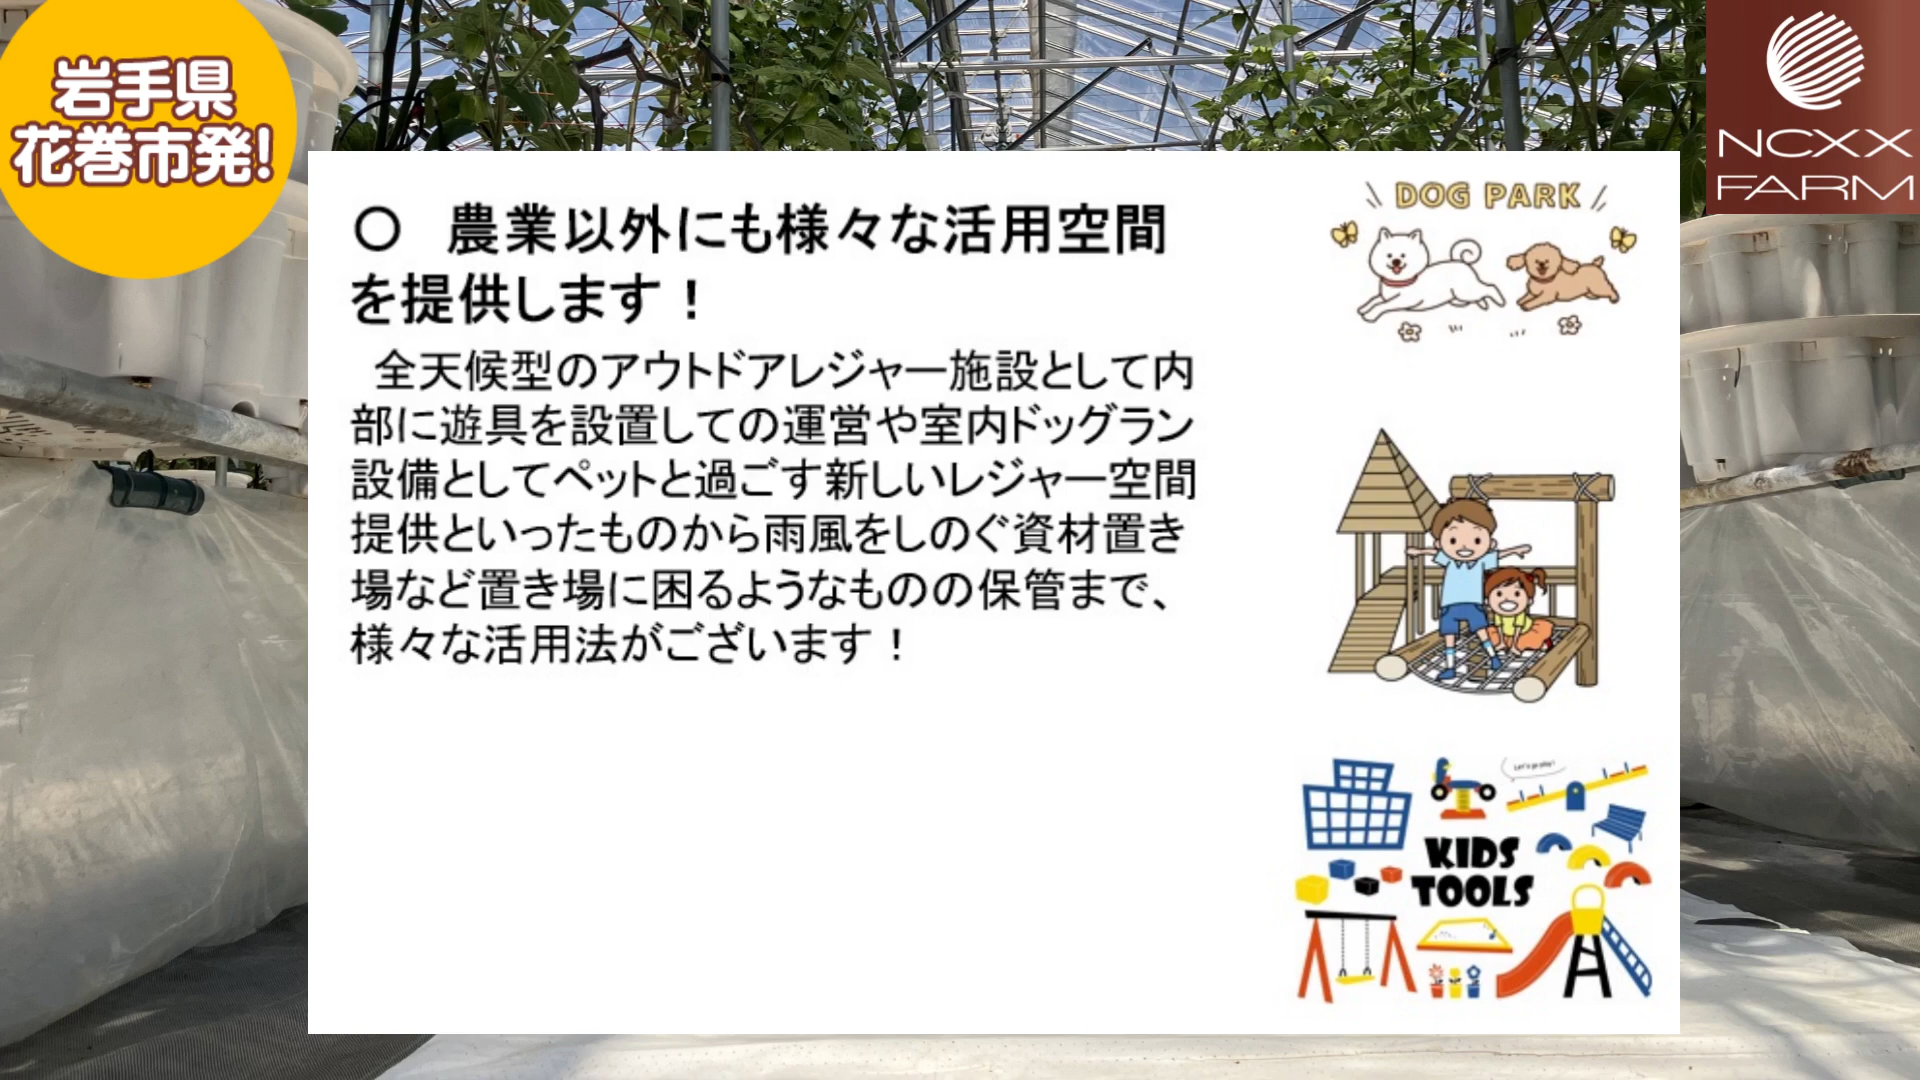 岩手県
花巻市発!
NCXX
FARM
〇　農業以外にも様々な活用空間
を提供します！
全天候型のアウトドアレジャー施設として内
部に遊具を設置しての運営や室内ドッグラン
設備としてペットと過ごす新しいレジャー空間
提供といったものから雨風をしのぐ資材置き
場など置き場に困るようなものの保管まで、
様々な活用法がございます！
DOG PARK
Let's go play!
KIDS
TOOLS